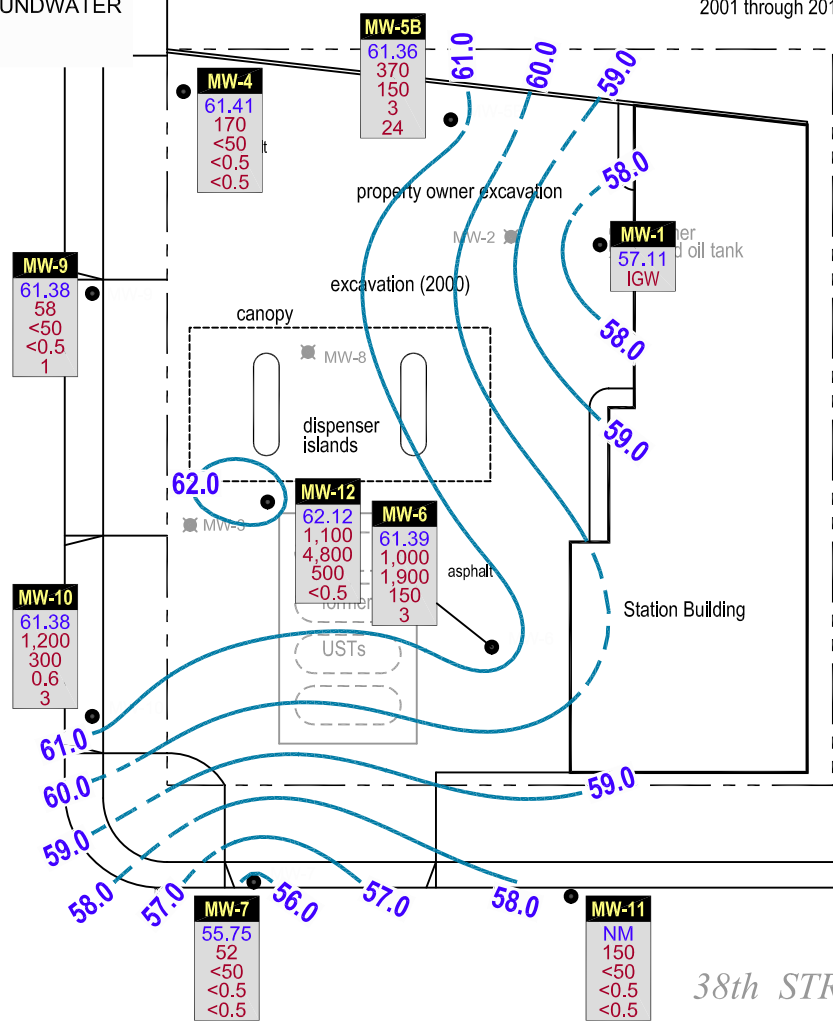 UNDWATER
2001 through 201
MW-5B
61.36
370
150
3
24
61.0
60.0
59.0
MW-4
61.41
170
<50
<0.5
<0.5
t
58.0
property owner excavation
MW-2
MW-1
57.11
IGW
ner
d oil tank
MW-9
61.38
58
<50
<0.5
1
excavation (2000)
canopy
58.0
MW-8
dispenser
islands
59.0
62.0
MW-3
MW-12
62.12
1,100
4,800
500
<0.5
MW-6
61.39
1,000
1,900
150
3
asphalt
former
USTs
Station Building
MW-10
61.38
1,200
300
0.6
3
61.0
60.0
59.0
59.0
58.0
57.0
56.0
57.0
58.0
MW-7
55.75
52
<50
<0.5
<0.5
MW-11
NM
150
<50
<0.5
<0.5
38th STR